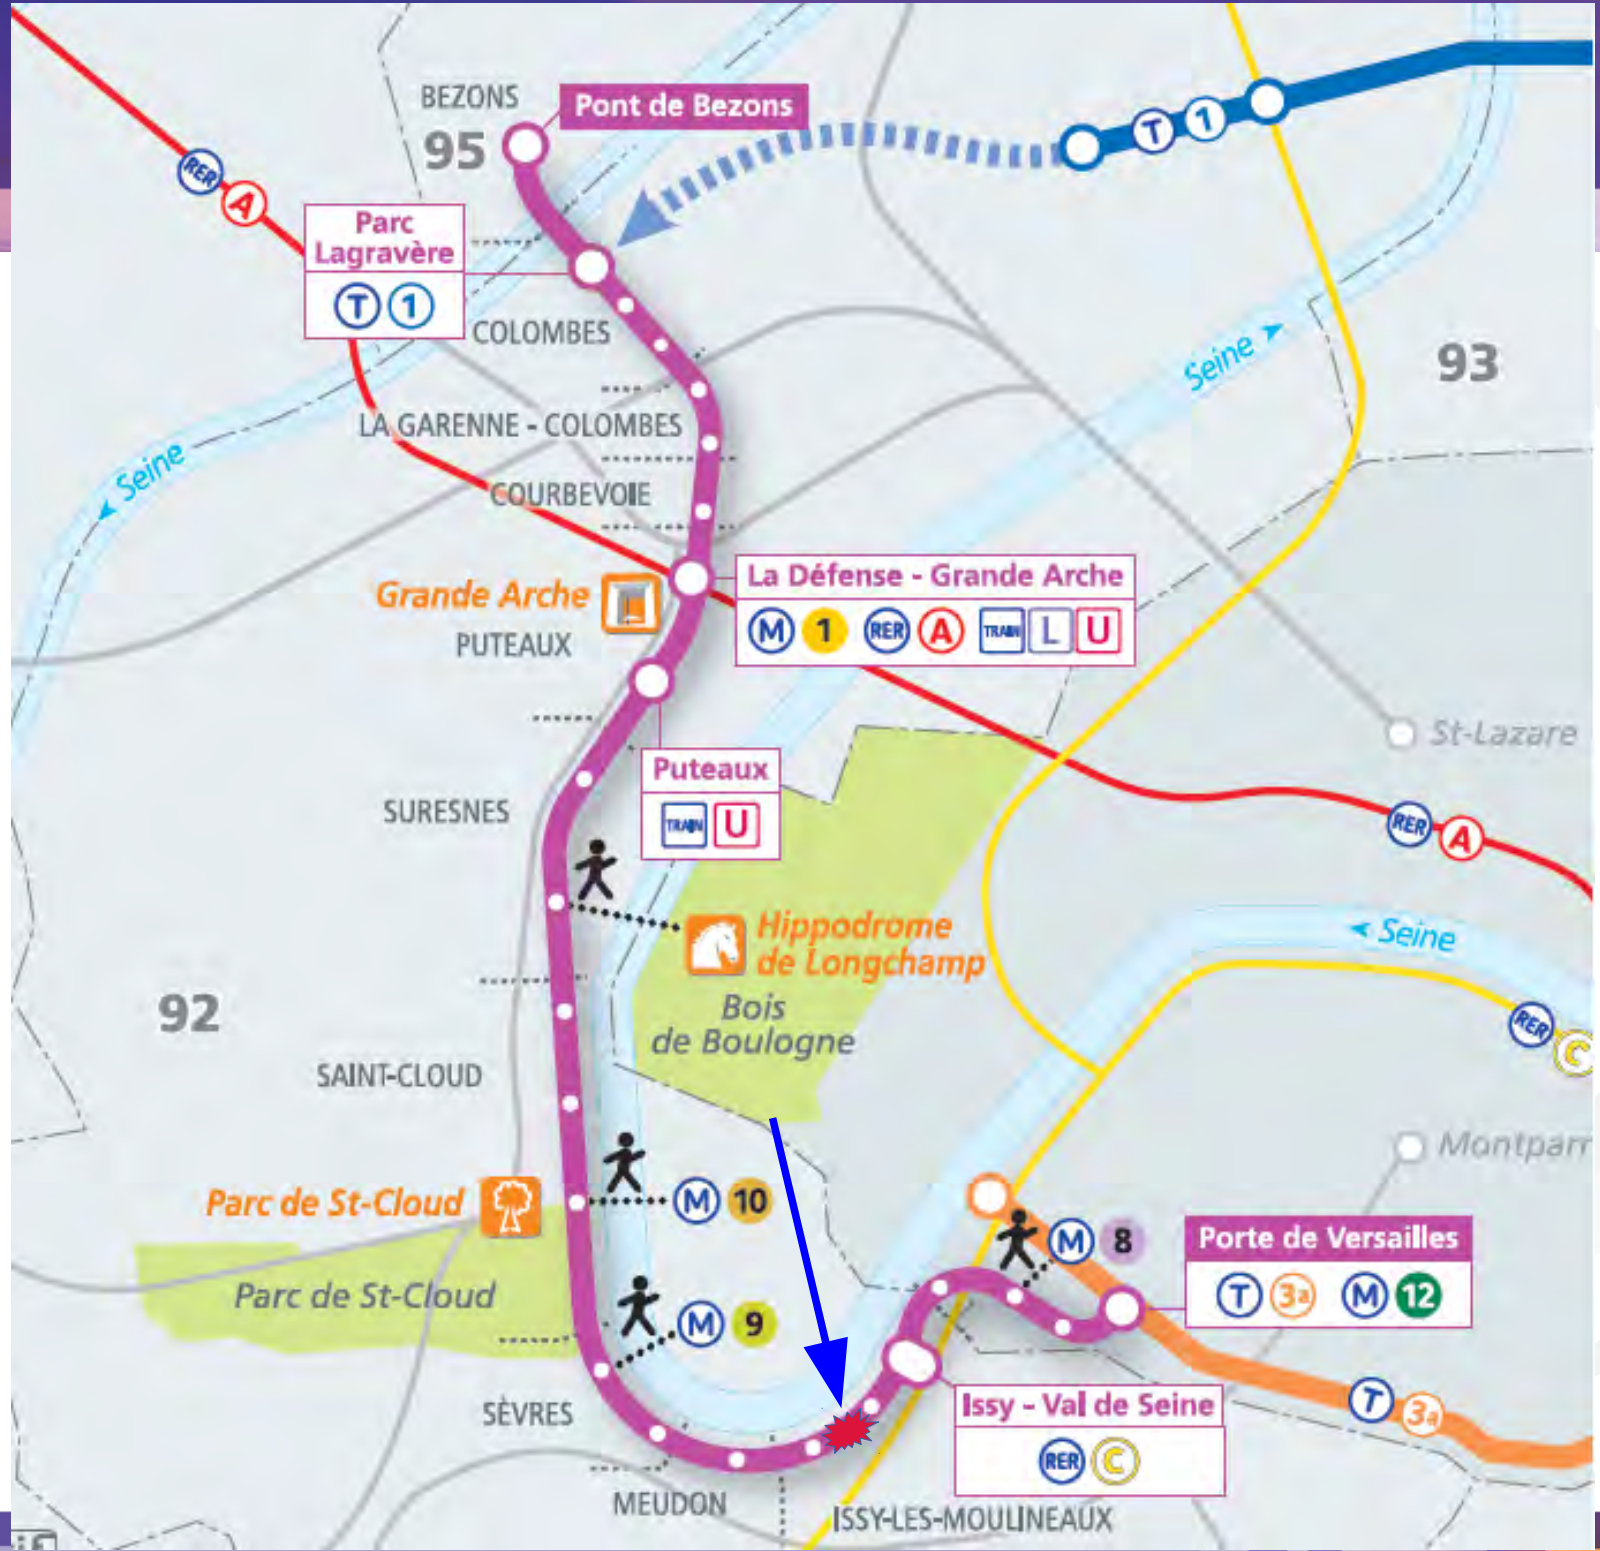 BEZONS
95
Pont de Bezons
T 1
RER
A
Parc
Lagravère
T 1
COLOMBES
Seine
93
LA GARENNE - COLOMBES
Seine
COURBEVOIE
La Défense - Grande Arche
M 1 RER A TRAIN L U
Grande Arche
PUTEAUX
St-Lazare
Puteaux
TRAIN U
SURESNES
RER
A
Hippodrome
de Longchamp
Seine
Bois
de Boulogne
92
RER
C
SAINT-CLOUD
Montparr
Parc de St-Cloud
M 10
M 8
Porte de Versailles
T 3a M 12
Parc de St-Cloud
M 9
SÈVRES
Issy - Val de Seine
RER C
T
3a
MEUDON
ISSY-LES-MOULINEAUX